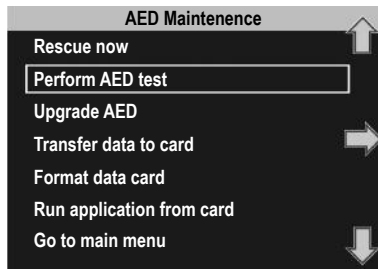 AED Maintenence
Rescue now
Perform AED test
Upgrade AED
Transfer data to card
Format data card
Run application from card
Go to main menu